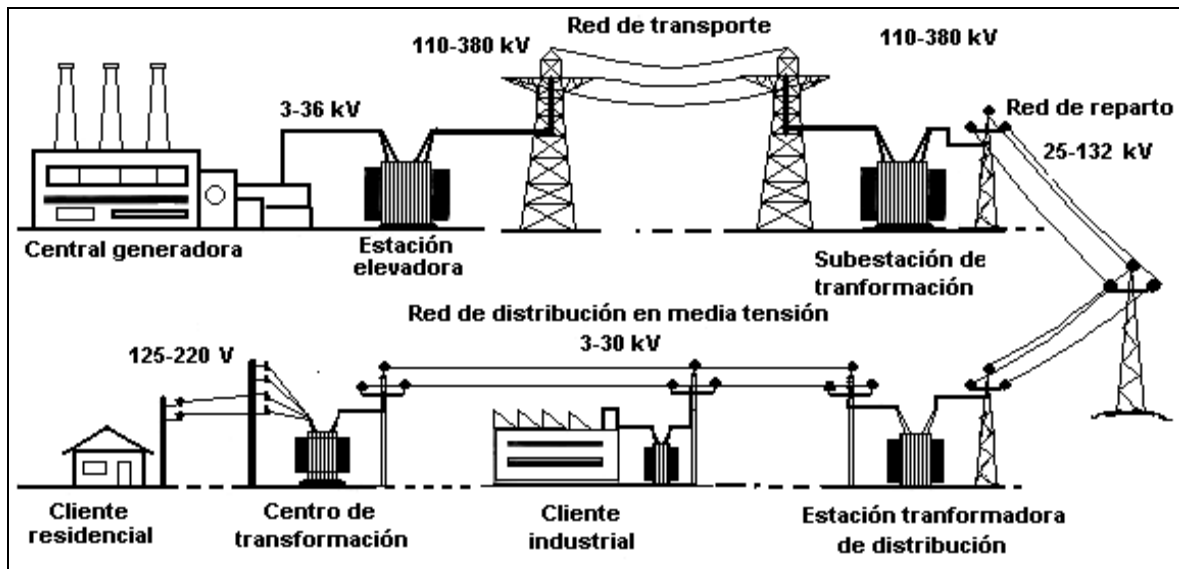 Red de transporte
110-380 kV
110-380 kV
3-36 kV
Red de reparto
25-132 kV
Central generadora
Estación
elevadora
Subestación de
tranformación
Red de distribución en media tensión
3-30 kV
125-220 V
Cliente
residencial
Centro de
transformación
Cliente
industrial
Estación tranformadora
de distribución